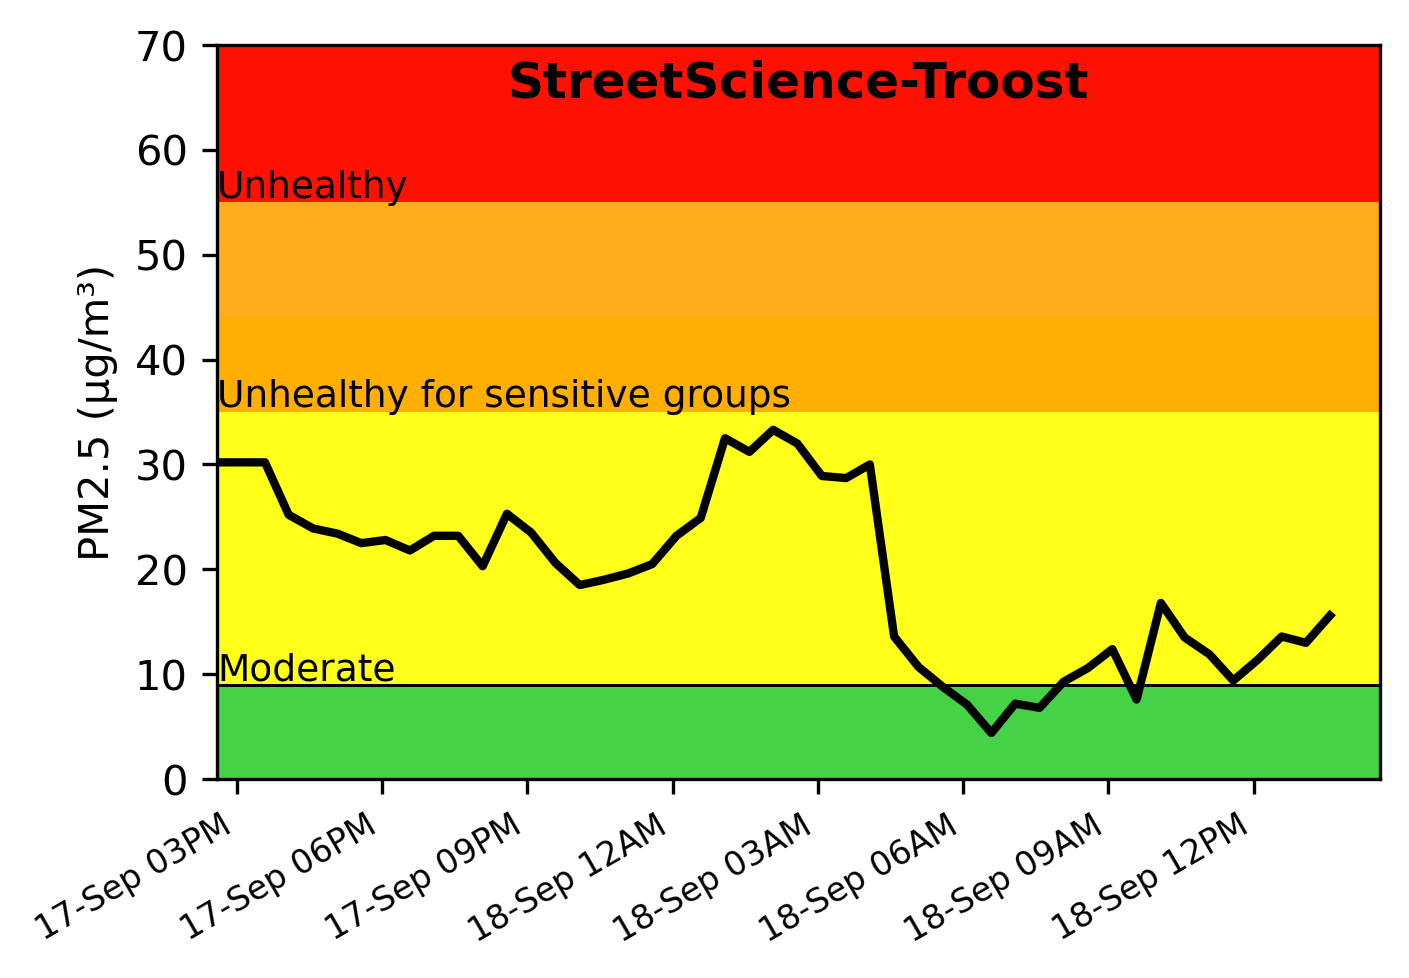 StreetScience-Troost
70
60
50
40
30
20
10
0
PM2.5 (µg/m³)
Unhealthy
Unhealthy for sensitive groups
Moderate
17-Sep 03PM
17-Sep 06PM
17-Sep 09PM
18-Sep 12AM
18-Sep 03AM
18-Sep 06AM
18-Sep 09AM
18-Sep 12PM